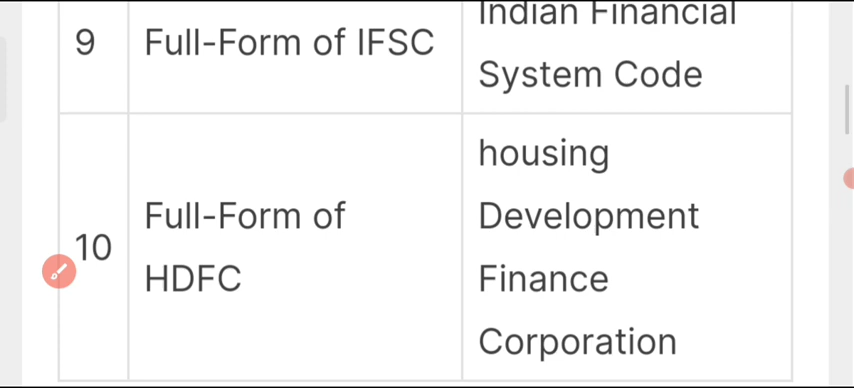 9 Full-Form of IFSC Indian Financial
System Code
10 Full-Form of
HDFC
housing
Development
Finance
Corporation